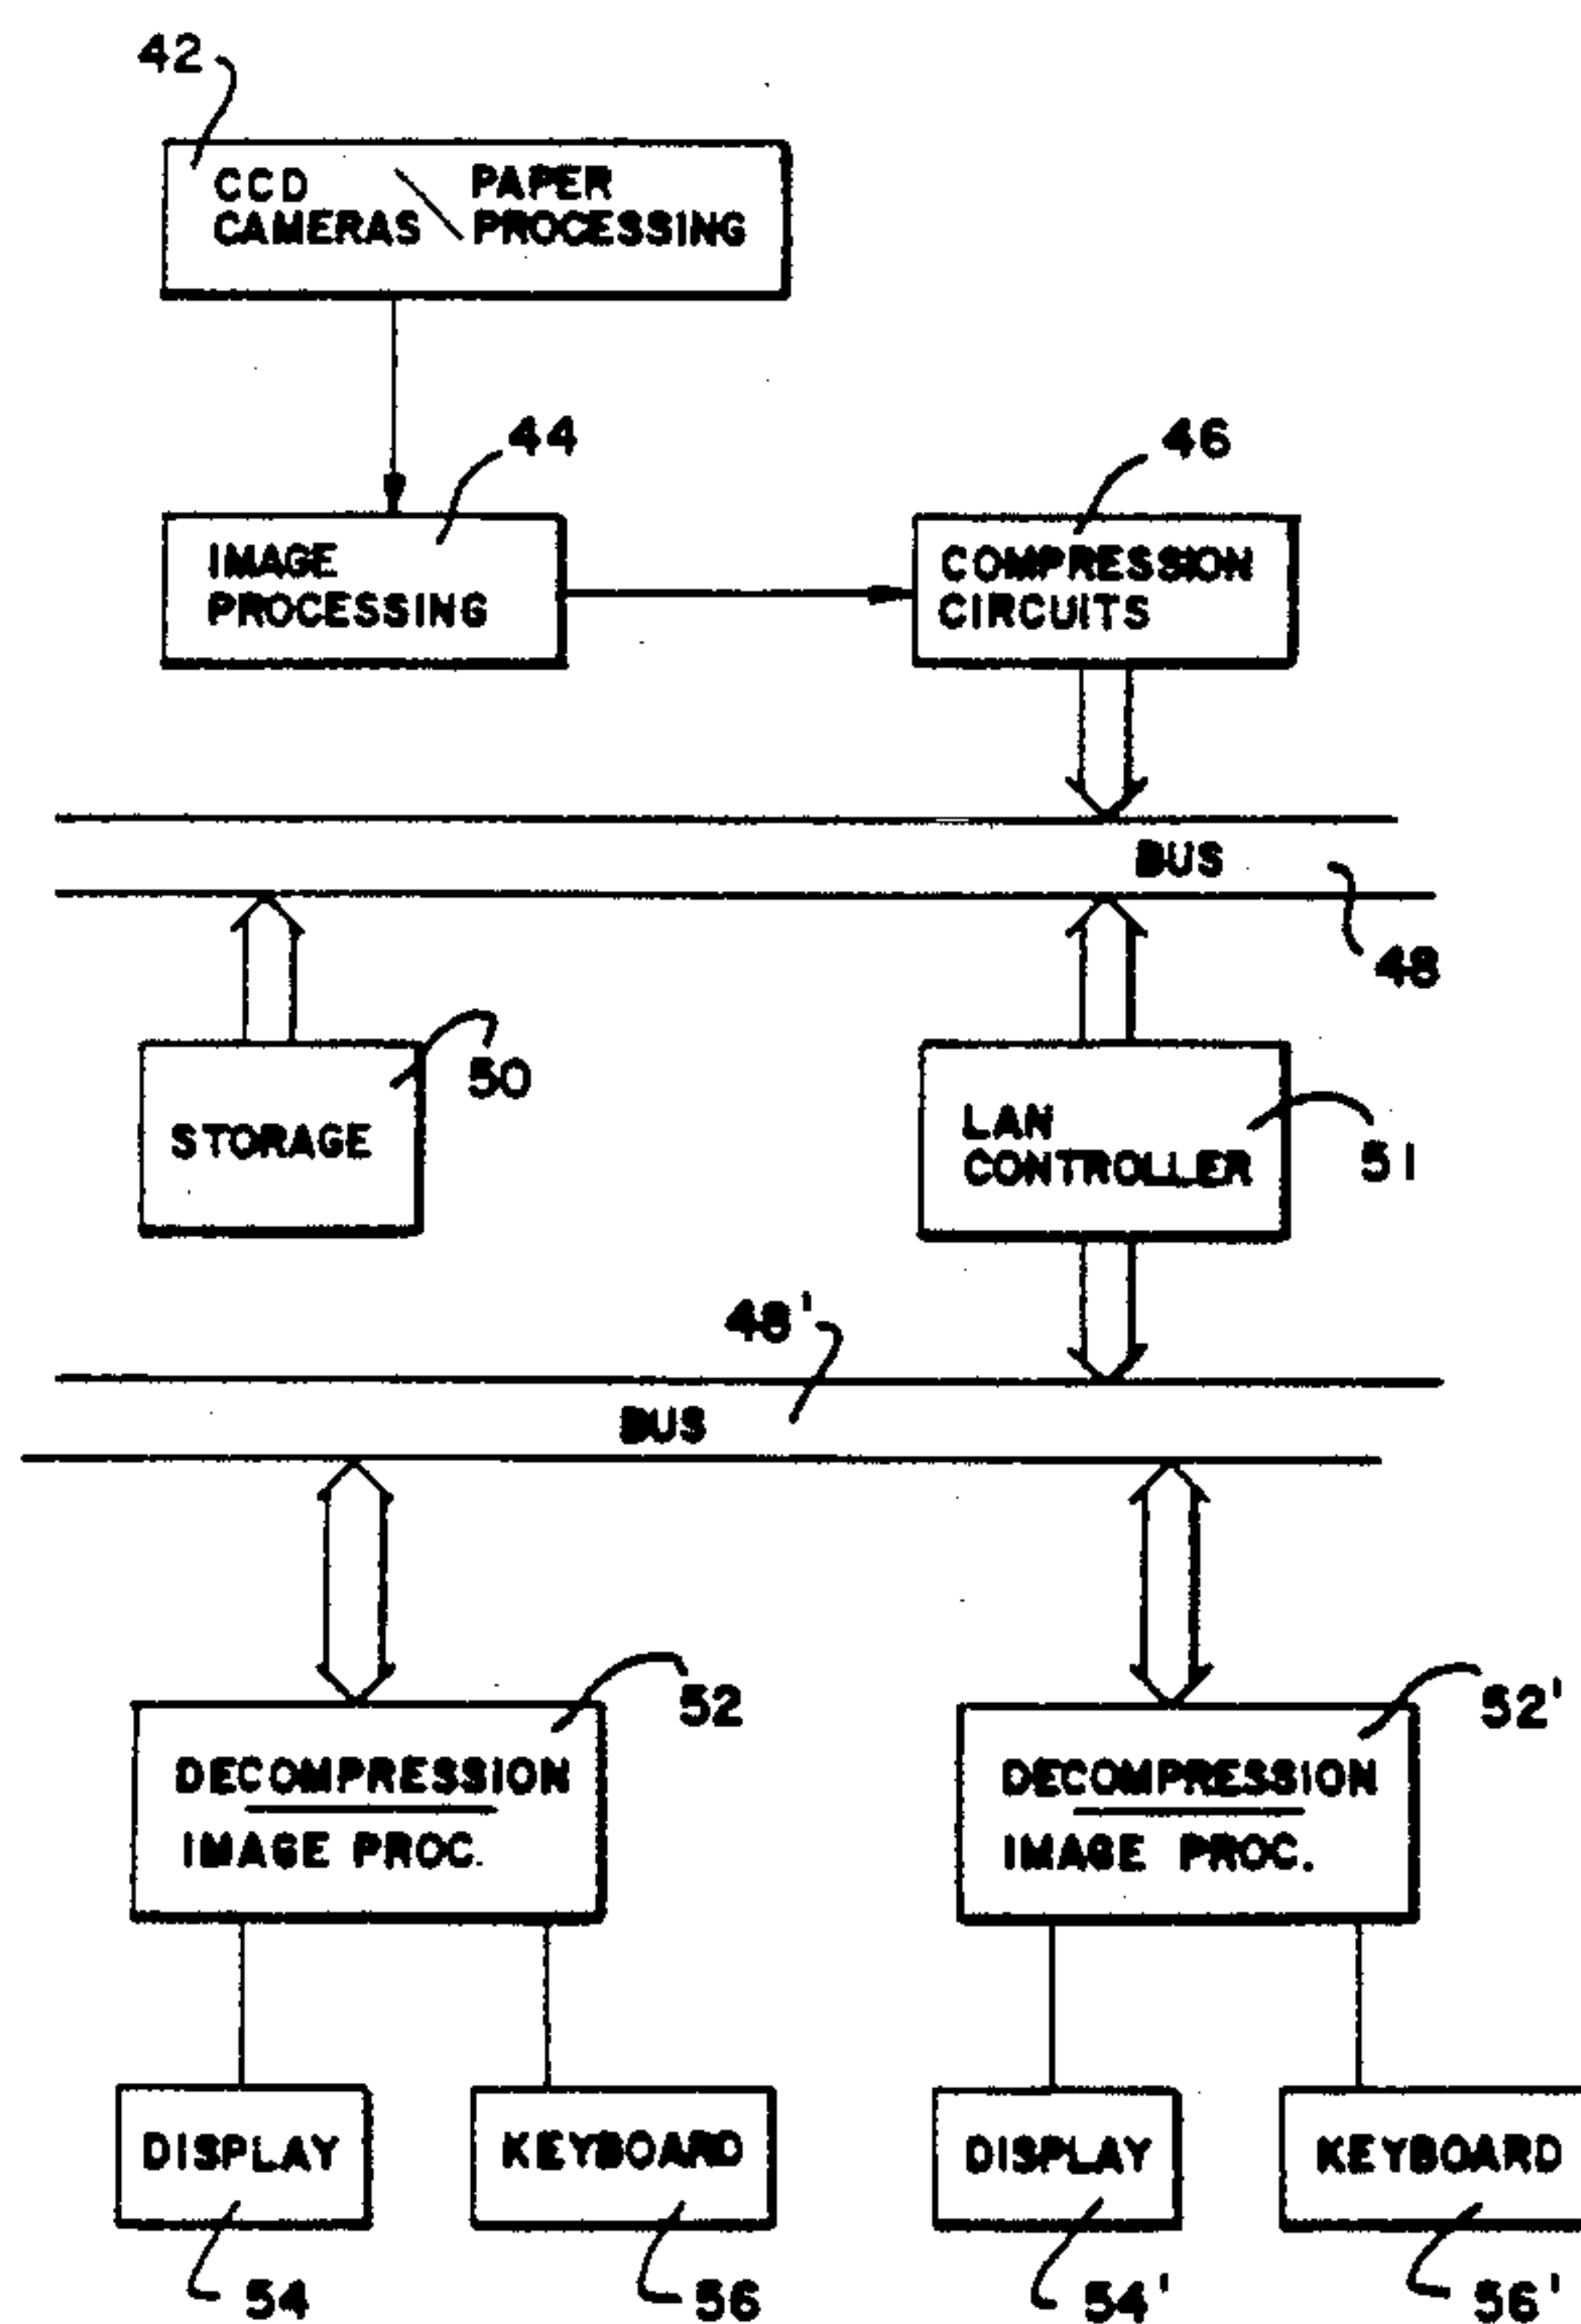 42
CCD
CAMERAS
PAPER
PROCESSING
44
46
IMAGE
PROCESSING
COMPRESSION
CIRCUITS
BUS
48
50
STORAGE
LAN
CONTROLLER
51
48'
BUS
52
52'
DECOMPRESSION
IMAGE PROC.
DECOMPRESSION
IMAGE PROC.
DISPLAY
KEYBOARD
DISPLAY
KEYBOARD
54
56
54'
56'